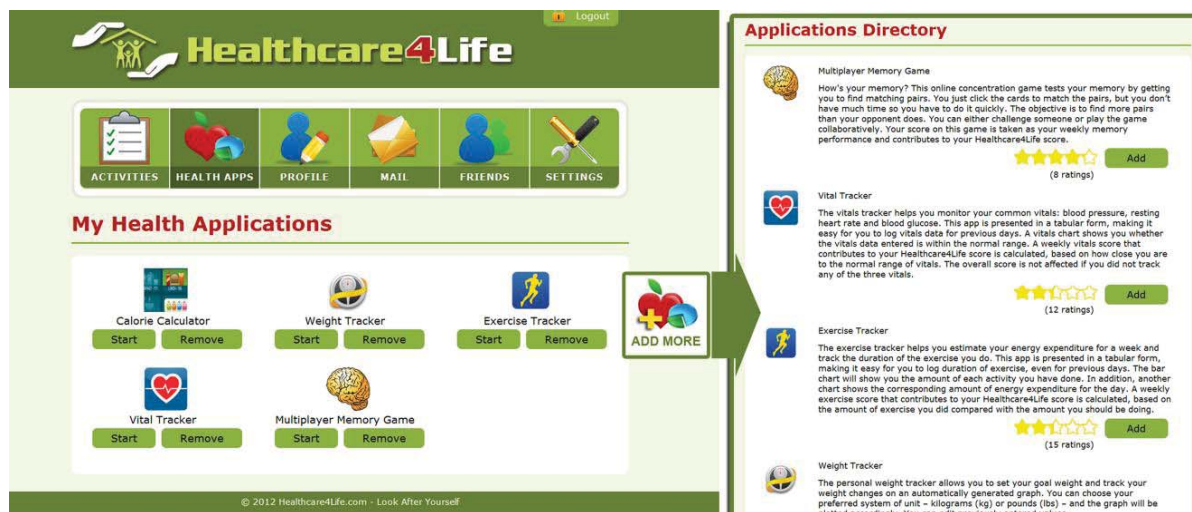 Logout
Healthcare4Life
ACTIVITIES HEALTH APPS PROFILE MAIL FRIENDS SETTINGS
My Health Applications
Calorie Calculator Weight Tracker Exercise Tracker
Start Remove Start Remove Start Remove
Vital Tracker Multiplayer Memory Game
Start Remove Start Remove
© 2012 Healthcare4Life.com - Look After Yourself
ADD MORE
Applications Directory
Multiplayer Memory Game
How's your memory? This online concentration game tests your memory by getting
you to find matching pairs. You just click the cards to match the pairs, but you don't
have much time so you have to do it quickly. The objective is to find more pairs
than your opponent does. You can either challenge someone or play the game
collaboratively. Your score on this game is taken as your weekly memory
performance and contributes to your Healthcare4Life score.
Add
(8 ratings)
Vital Tracker
The vitals tracker helps you monitor your common vitals: blood pressure, resting
heart rate and blood glucose. This app is presented in a tabular form, making it
easy for you to log vitals data for previous days. A vitals chart shows you whether
the vitals data entered is within the normal range. A weekly vitals score that
contributes to your Healthcare4Life score is calculated, based on how close you are
to the normal range of vitals. The overall score is not affected if you did not track
any of the three vitals.
Add
(12 ratings)
Exercise Tracker
The exercise tracker helps you estimate your energy expenditure for a week and
track the duration of the exercise you do. This app is presented in a tabular form,
making it easy for you to log duration of exercise, even for previous days. The bar
chart will show you the amount of each activity you have done. In addition, another
chart shows the corresponding amount of energy expenditure for the day. A weekly
exercise score that contributes to your Healthcare4Life score is calculated, based on
the amount of exercise you did compared with the amount you should be doing.
Add
(15 ratings)
Weight Tracker
The personal weight tracker allows you to set your goal weight and track your
weight changes on an automatically generated graph. You can choose your
preferred system of unit – kilograms (kg) or pounds (lbs) – and the graph will be